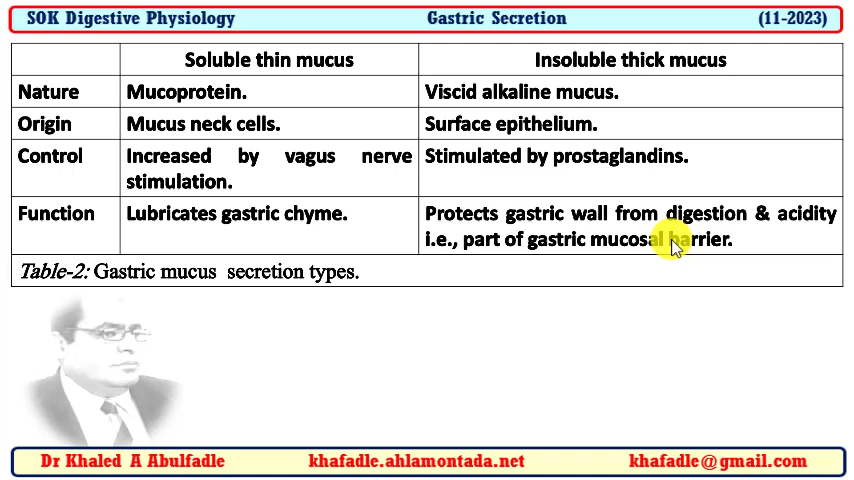 SOK Digestive Physiology Gastric Secretion (11-2023)
Soluble thin mucus Insoluble thick mucus
Nature Mucoprotein. Viscid alkaline mucus.
Origin Mucus neck cells. Surface epithelium.
Control Increased by vagus nerve stimulation. Stimulated by prostaglandins.
Function Lubricates gastric chyme. Protects gastric wall from digestion & acidity
i.e., part of gastric mucosal barrier.
Table-2: Gastric mucus secretion types.
Dr Khaled A Abulfadle khafadle.ahlamontada.net khafadle@gmail.com